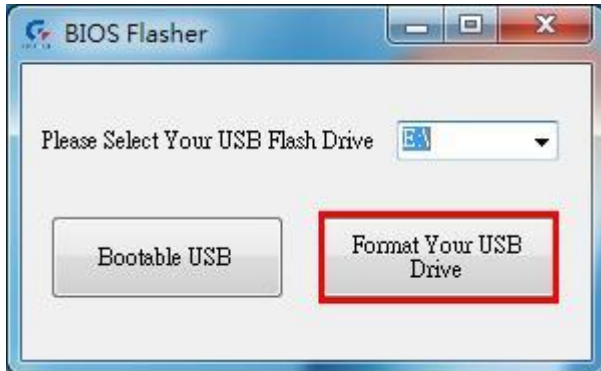 BIOS Flasher
Please Select Your USB Flash Drive E:\
Bootable USB
Format Your USB
Drive